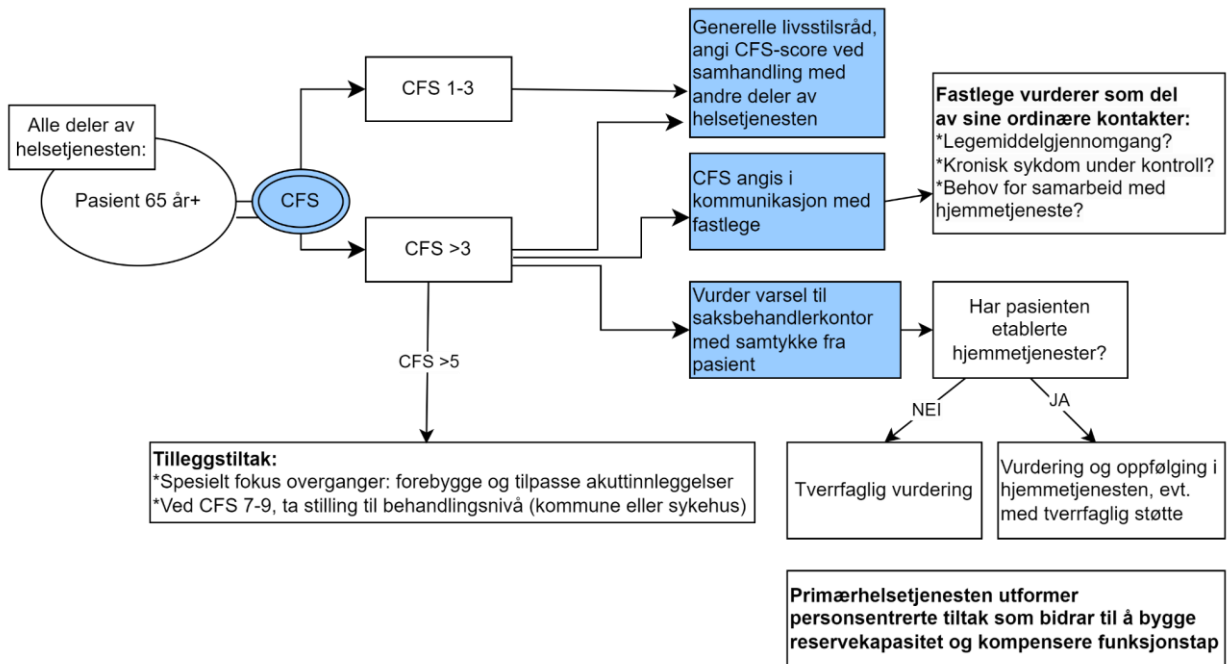 Alle deler av
helsetjenesten:
Pasient 65 år+
CFS
CFS 1-3
CFS >3
Generelle livsstilsråd,
angi CFS-score ved
samhandling med
andre deler av
helsetjenesten
CFS angis i
kommunikasjon med
fastlege
Fastlege vurderer som del
av sine ordinære kontakter:
*Legemiddelgjennomgang?
*Kronisk sykdom under kontroll?
*Behov for samarbeid med
hjemmetjeneste?
Vurder varsel til
saksbehandlerkontor
med samtykke fra
pasient
Har pasienten
etablerte
hjemmetjenester?
CFS >5
NEI
JA
Tilleggstiltak:
*Spesielt fokus overganger: forebygge og tilpasse akuttinnleggelser
*Ved CFS 7-9, ta stilling til behandlingsnivå (kommune eller sykehus)
Tverrfaglig vurdering
Vurdering og oppfølging i
hjemmetjenesten, evt.
med tverrfaglig støtte
Primærhelsetjenesten utformer
personsentrerte tiltak som bidrar til å bygge
reservekapasitet og kompensere funksjonstap